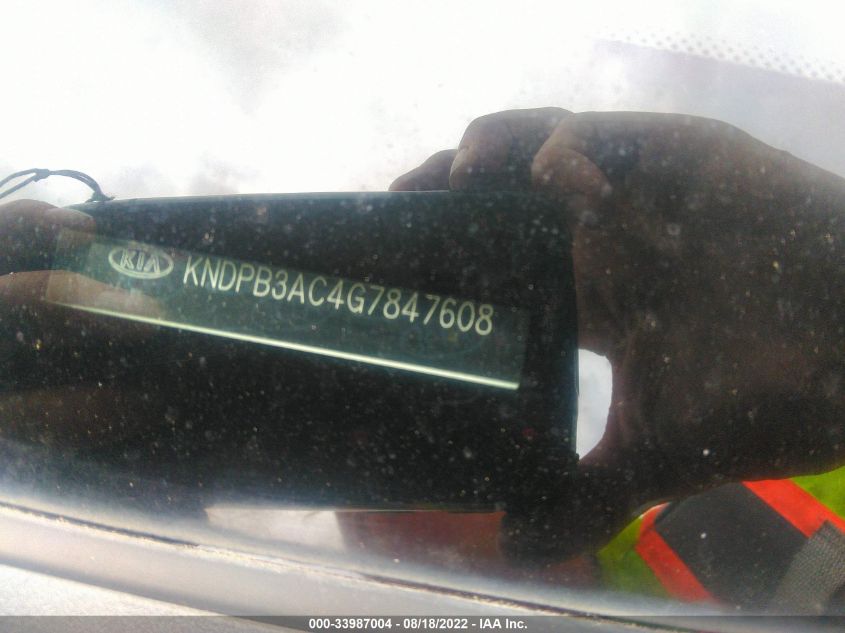 KIA KNDPB3AC4G7847608
000-33987004 - 08/18/2022 - IAA Inc.